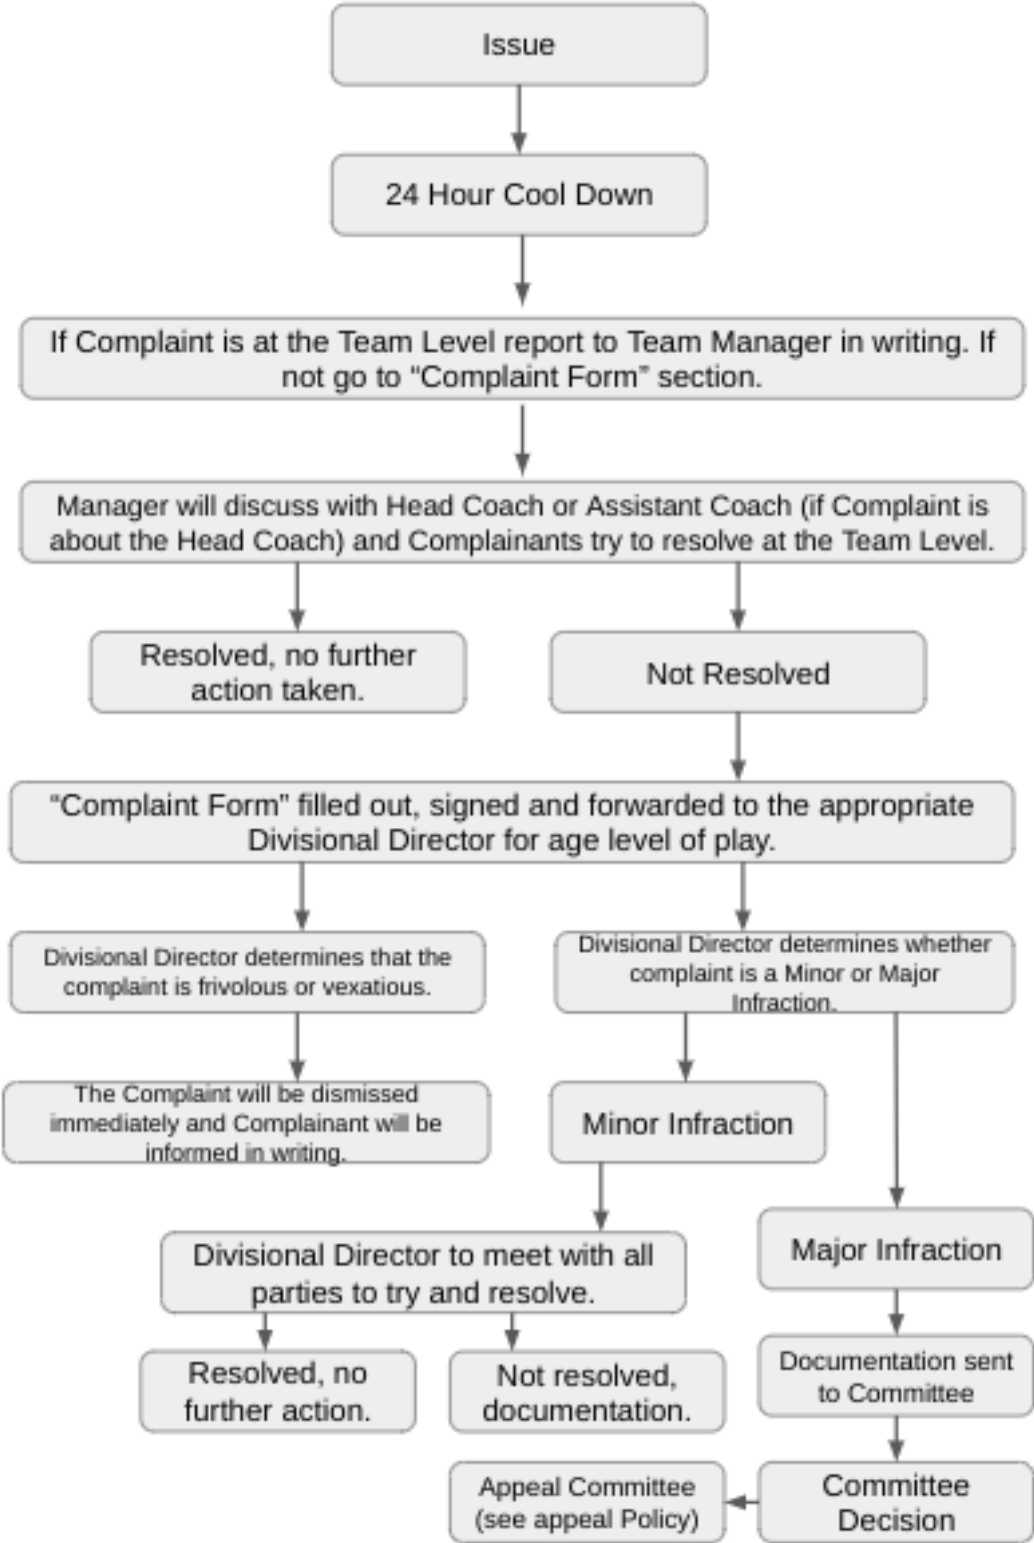 Issue
24 Hour Cool Down
If Complaint is at the Team Level report to Team Manager in writing. If
not go to “Complaint Form” section.
Manager will discuss with Head Coach or Assistant Coach (if Complaint is
about the Head Coach) and Complainants try to resolve at the Team Level.
Resolved, no further
action taken.
Not Resolved
“Complaint Form” filled out, signed and forwarded to the appropriate
Divisional Director for age level of play.
Divisional Director determines that the
complaint is frivolous or vexatious.
Divisional Director determines whether
complaint is a Minor or Major
Infraction.
The Complaint will be dismissed
immediately and Complainant will be
informed in writing.
Minor Infraction
Divisional Director to meet with all
parties to try and resolve.
Major Infraction
Resolved, no
further action.
Not resolved,
documentation.
Documentation sent
to Committee
Appeal Committee
(see appeal Policy)
Committee
Decision